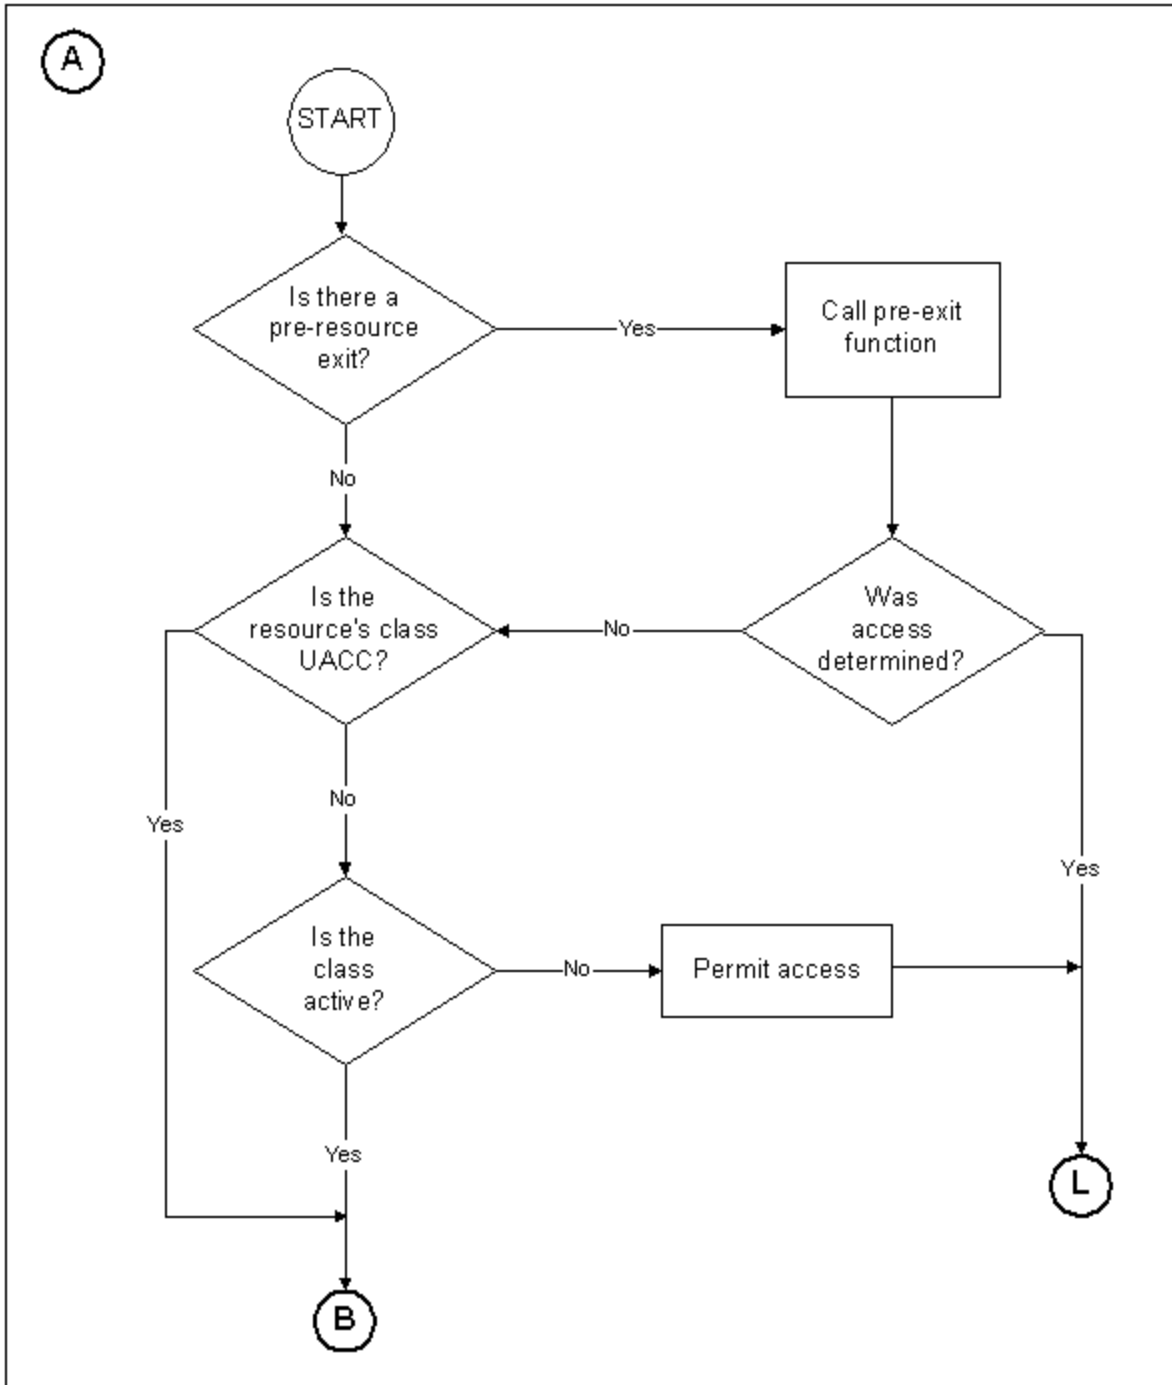 A
START
Is there a
pre-resource
exit?
Yes
Call pre-exit
function
No
Is the
resource's class
UACC?
No
Was
access
determined?
No
Yes
Yes
Is the
class
active?
No
Permit access
Yes
L
B